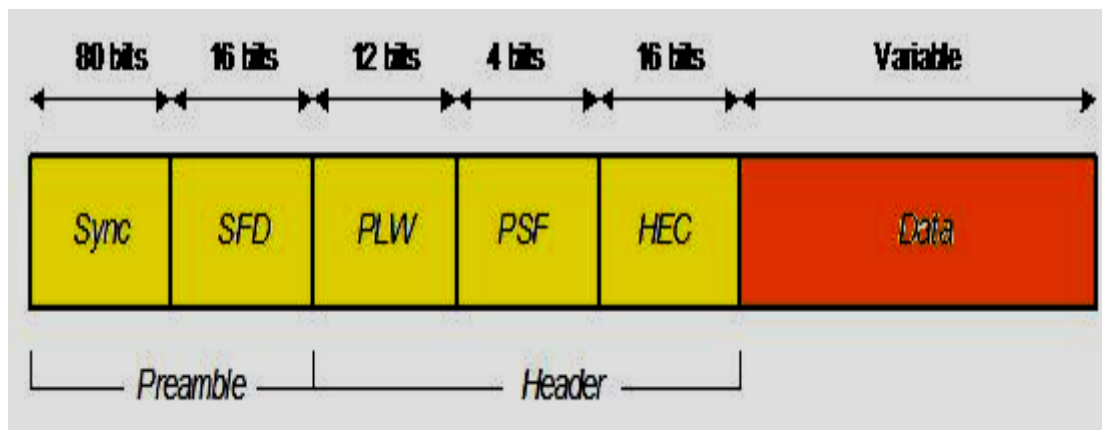 80 bits 16 bits 12 bits 4 bits 16 bits Variable
Sync SFD PLW PSF HEC Data
Preamble Header